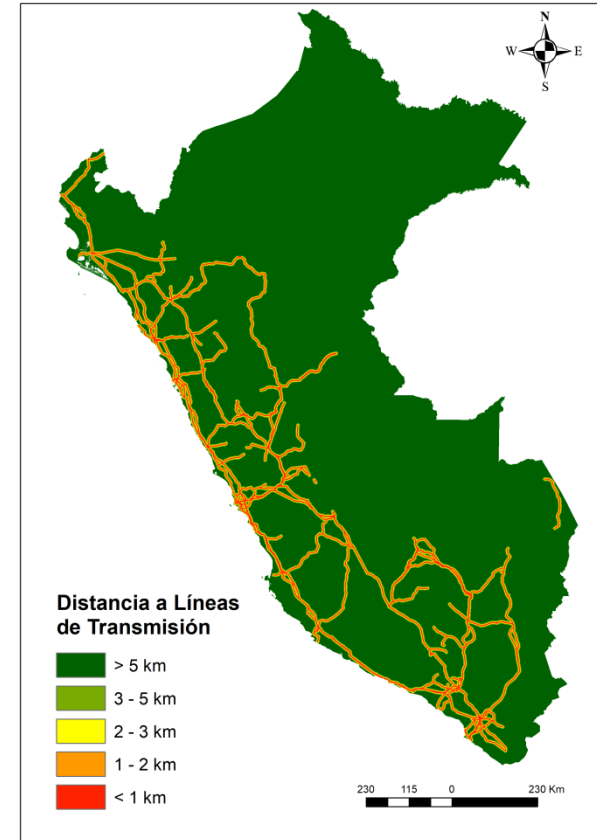 N
W E
S
Distancia a Líneas
de Transmisión
> 5 km
3 - 5 km
2 - 3 km
1 - 2 km
< 1 km
230 115 0 230 Km